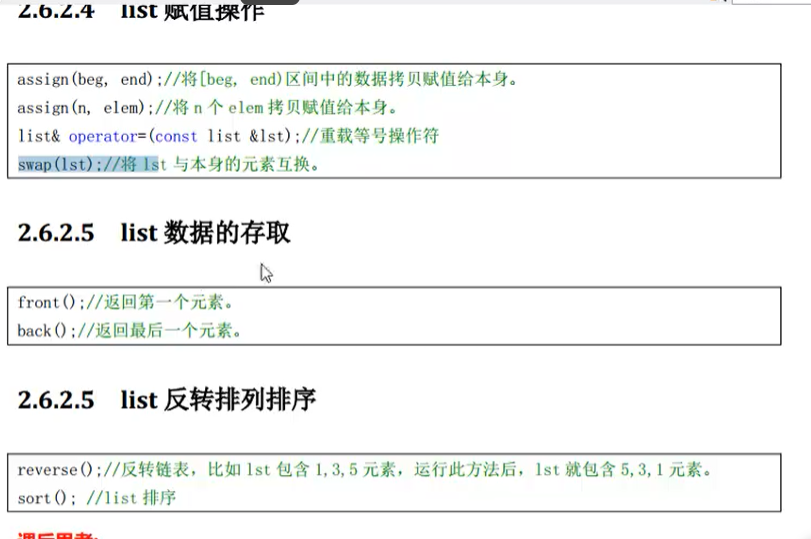 2.6.2.4 list 赋值操作
assign(beg, end);//将[beg, end)区间中的数据拷贝赋值给本身。
assign(n, elem);//将 n 个 elem 拷贝赋值给本身。
list& operator=(const list &lst);//重载等号操作符
swap(lst);//将 lst 与本身的元素互换。
2.6.2.5 list 数据的存取
front();//返回第一个元素。
back();//返回最后一个元素。
2.6.2.5 list 反转排列排序
reverse();//反转链表，比如 lst 包含 1,3,5 元素，运行此方法后，lst 就包含 5,3,1 元素。
sort(); //list 排序